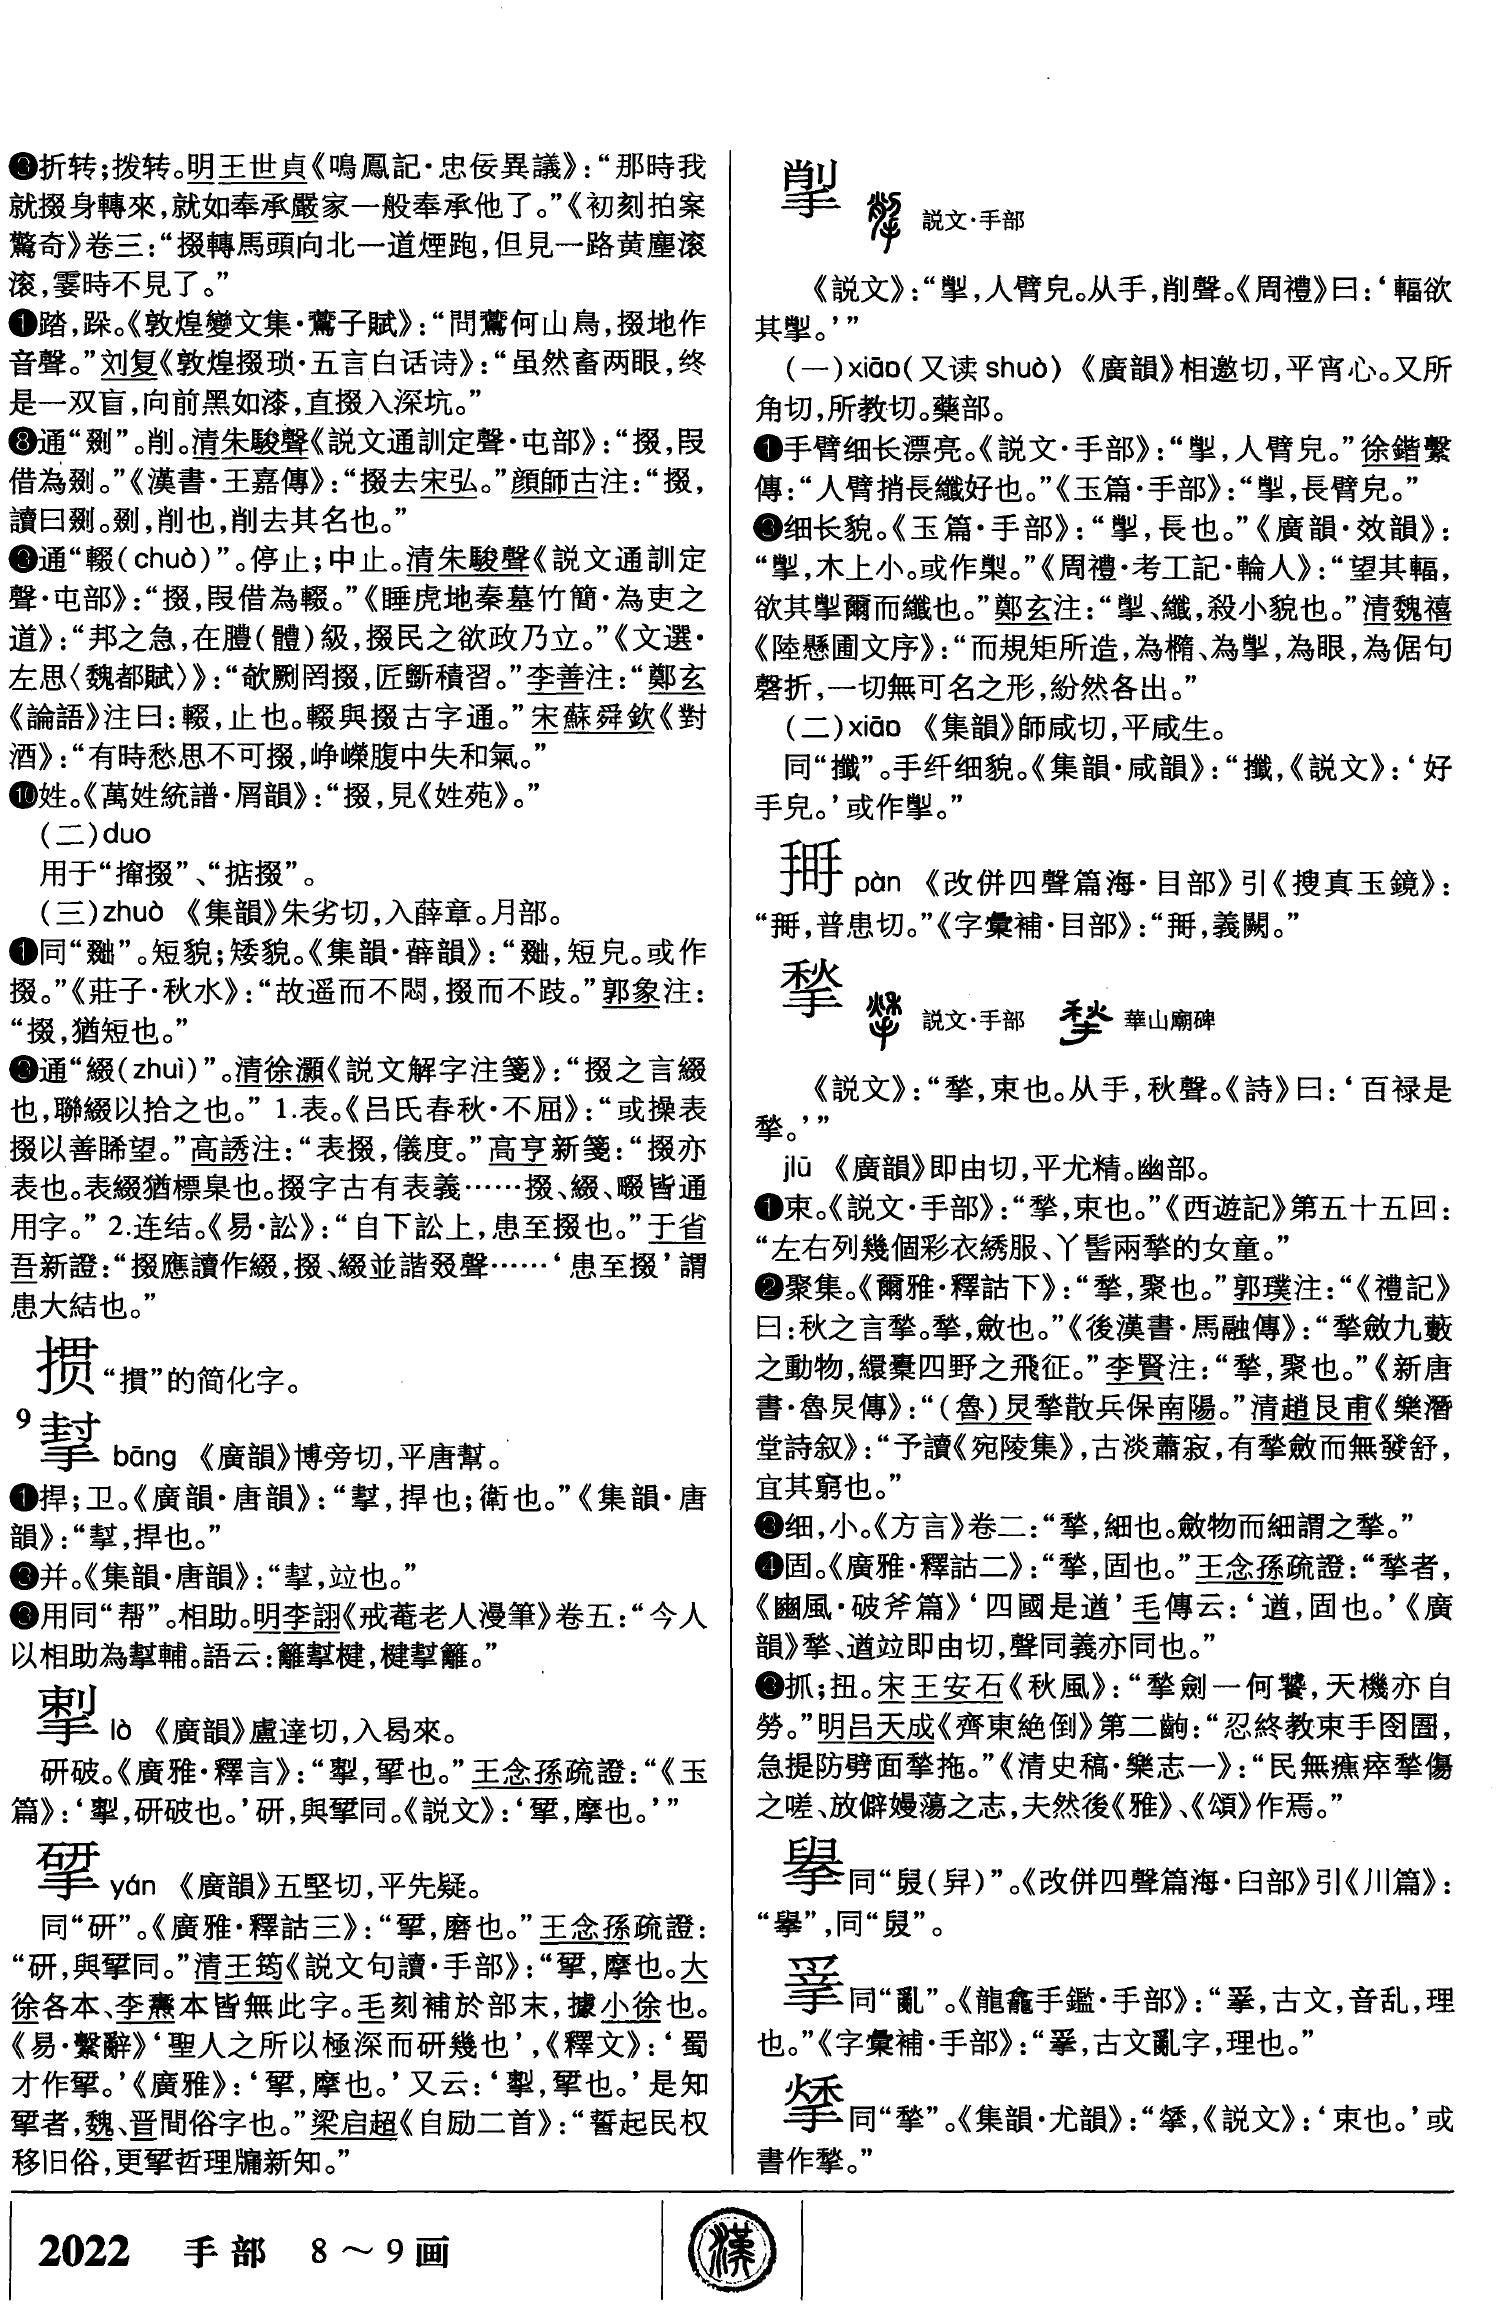 ❻折转;拨转。明王世貞《鳴鳳記·忠佞異議》:“那時我
就掇身轉來,就如奉承嚴家一般奉承他了。”《初刻拍案
驚奇》卷三:“掇轉馬頭向北一道煙跑,但見一路黄塵滚
滚,霎時不見了。”
❼踏,跺。《敦煌變文集·鷰子賦》:“問鷰何山鳥,掇地作
音聲。”刘复《敦煌掇琐·五言白话诗》:“虽然畜两眼,终
是一双盲,向前黑如漆,直掇入深坑。”
❽通“剟”。削。清朱駿聲《説文通訓定聲·屯部》:“掇,叚
借為剟。”《漢書·王嘉傳》:“掇去宋弘。”顔師古注:“掇,
讀曰剟。剟,削也,削去其名也。”
❾通“輟(chuò)”。停止;中止。清朱駿聲《説文通訓定
聲·屯部》:“掇,叚借為輟。”《睡虎地秦墓竹簡·為吏之
道》:“邦之急,在體(體)級,掇民之欲政乃立。”《文選·
左思〈魏都賦〉》:“剞劂罔掇,匠斲積習。”李善注:“鄭玄
《論語》注曰:輟,止也。輟與掇古字通。”宋蘇舜欽《對
酒》:“有時愁思不可掇,峥嶸腹中失和氣。”
❿姓。《萬姓統譜·屑韻》:“掇,見《姓苑》。”
(二)duo
用于“撺掇”、“掂掇”。
(三)zhuò 《集韻》朱劣切,入薛章。月部。
❶同“䠳”。短貌;矮貌。《集韻·薛韻》:“䠳,短皃。或作
掇。”《莊子·秋水》:“故遥而不悶,掇而不跂。”郭象注:
“掇,猶短也。”
❷通“綴(zhuì)”。清徐灝《説文解字注箋》:“掇之言綴
也,聯綴以拾之也。” 1.表。《吕氏春秋·不屈》:“或操表
掇以善睎望。”高誘注:“表掇,儀度。”高亨新箋:“掇亦
表也。表綴猶標臬也。掇字古有表義⋯⋯掇、綴、畷皆通
用字。” 2.连结。《易·訟》:“自下訟上,患至掇也。”于省
吾新證:“掇應讀作綴,掇、綴並諧叕聲⋯⋯‘患至掇’謂
患大結也。”
掼 “摜”的简化字。
9 㨍 bāng 《廣韻》博旁切,平唐幫。
❶捍;卫。《廣韻·唐韻》:“㨍,捍也;衛也。”《集韻·唐
韻》:“㨍,捍也。”
❷并。《集韻·唐韻》:“㨍,竝也。”
❸用同“帮”。相助。明李詡《戒菴老人漫筆》卷五:“今人
以相助為㨍輔。語云:籬㨍楗,楗㨍籬。”
揧 lò 《廣韻》盧達切,入曷來。
研破。《廣雅·釋言》:“揧,揅也。”王念孫疏證:“《玉
篇》:‘揧,研破也。’研,與揅同。《説文》:‘揅,摩也。’”
揅 yán 《廣韻》五堅切,平先疑。
同“研”。《廣雅·釋詁三》:“揅,磨也。”王念孫疏證:
“研,與揅同。”清王筠《説文句讀·手部》:“揅,摩也。大
徐各本、李燾本皆無此字。毛刻補於部末,據小徐也。
《易·繫辭》‘聖人之所以極深而研幾也’,《釋文》:‘蜀
才作揅。’《廣雅》:‘揅,摩也。’又云:‘揧,揅也。’是知
揅者,魏、晋間俗字也。”梁启超《自励二首》:“誓起民权
移旧俗,更揅哲理牖新知。”
揱 説文·手部
《説文》:“揱,人臂皃。从手,削聲。《周禮》曰:‘輻欲
其揱。’”
(一)xiāo(又读shuò) 《廣韻》相邀切,平宵心。又所
角切,所教切。藥部。
❶手臂细长漂亮。《説文·手部》:“揱,人臂皃。”徐鍇繫
傳:“人臂捎長纖好也。”《玉篇·手部》:“揱,長臂皃。”
❷细长貌。《玉篇·手部》:“揱,長也。”《廣韻·效韻》:
“揱,木上小。或作㮶。”《周禮·考工記·輪人》:“望其輻,
欲其揱爾而纖也。”鄭玄注:“揱、纖,殺小貌也。”清魏禧
《陸懸圃文序》:“而規矩所造,為橢、為揱,為眼,為倨句
磬折,一切無可名之形,紛然各出。”
(二)xiāo 《集韻》師咸切,平咸生。
同“攕”。手纤细貌。《集韻·咸韻》:“攕,《説文》:‘好
手皃。’或作揱。”
pàn 《改併四聲篇海·目部》引《搜真玉鏡》:
“,普患切。”《字彙補·目部》:“,義闕。”
揫 説文·手部 華山廟碑
《説文》:“揫,束也。从手,秋聲。《詩》曰:‘百禄是
揫。’”
jiū 《廣韻》即由切,平尤精。幽部。
❶束。《説文·手部》:“揫,束也。”《西遊記》第五十五回:
“左右列幾個彩衣綉服、丫髻兩揫的女童。”
❷聚集。《爾雅·釋詁下》:“揫,聚也。”郭璞注:“《禮記》
曰:秋之言揫。揫,斂也。”《後漢書·馬融傳》:“揫斂九藪
之動物,繯橐四野之飛征。”李賢注:“揫,聚也。”《新唐
書·魯炅傳》:“(魯)炅揫散兵保南陽。”清趙艮甫《樂潛
堂詩叙》:“予讀《宛陵集》,古淡蕭寂,有揫斂而無發舒,
宜其窮也。”
❸细,小。《方言》卷二:“揫,細也。斂物而細謂之揫。”
❹固。《廣雅·釋詁二》:“揫,固也。”王念孫疏證:“揫者,
《豳風·破斧篇》‘四國是遒’毛傳云:‘遒,固也。’《廣
韻》揫、遒竝即由切,聲同義亦同也。”
❺抓;扭。宋王安石《秋風》:“揫劍一何饕,天機亦自
勞。”明吕天成《齊東絶倒》第二齣:“忍終教束手囹圄,
急提防劈面揫拖。”《清史稿·樂志一》:“民無瘭瘁揫傷
之嗟、放僻嫚蕩之志,夫然後《雅》、《頌》作焉。”
同“㒷(舁)”。《改併四聲篇海·臼部》引《川篇》:
“”,同“㒷”。
同“亂”。《龍龕手鑑·手部》:“,古文,音乱,理
也。”《字彙補·手部》:“,古文亂字,理也。”
同“揫”。《集韻·尤韻》:“,《説文》:‘束也。’或
書作揫。”
2022 手部 8～9画
漢